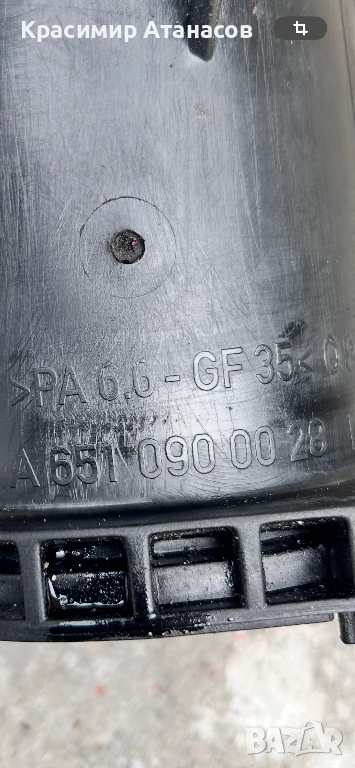 Красимир Атанасов
>PA 6.6 - GF 35<
A 651 090 00 28
BAZAR